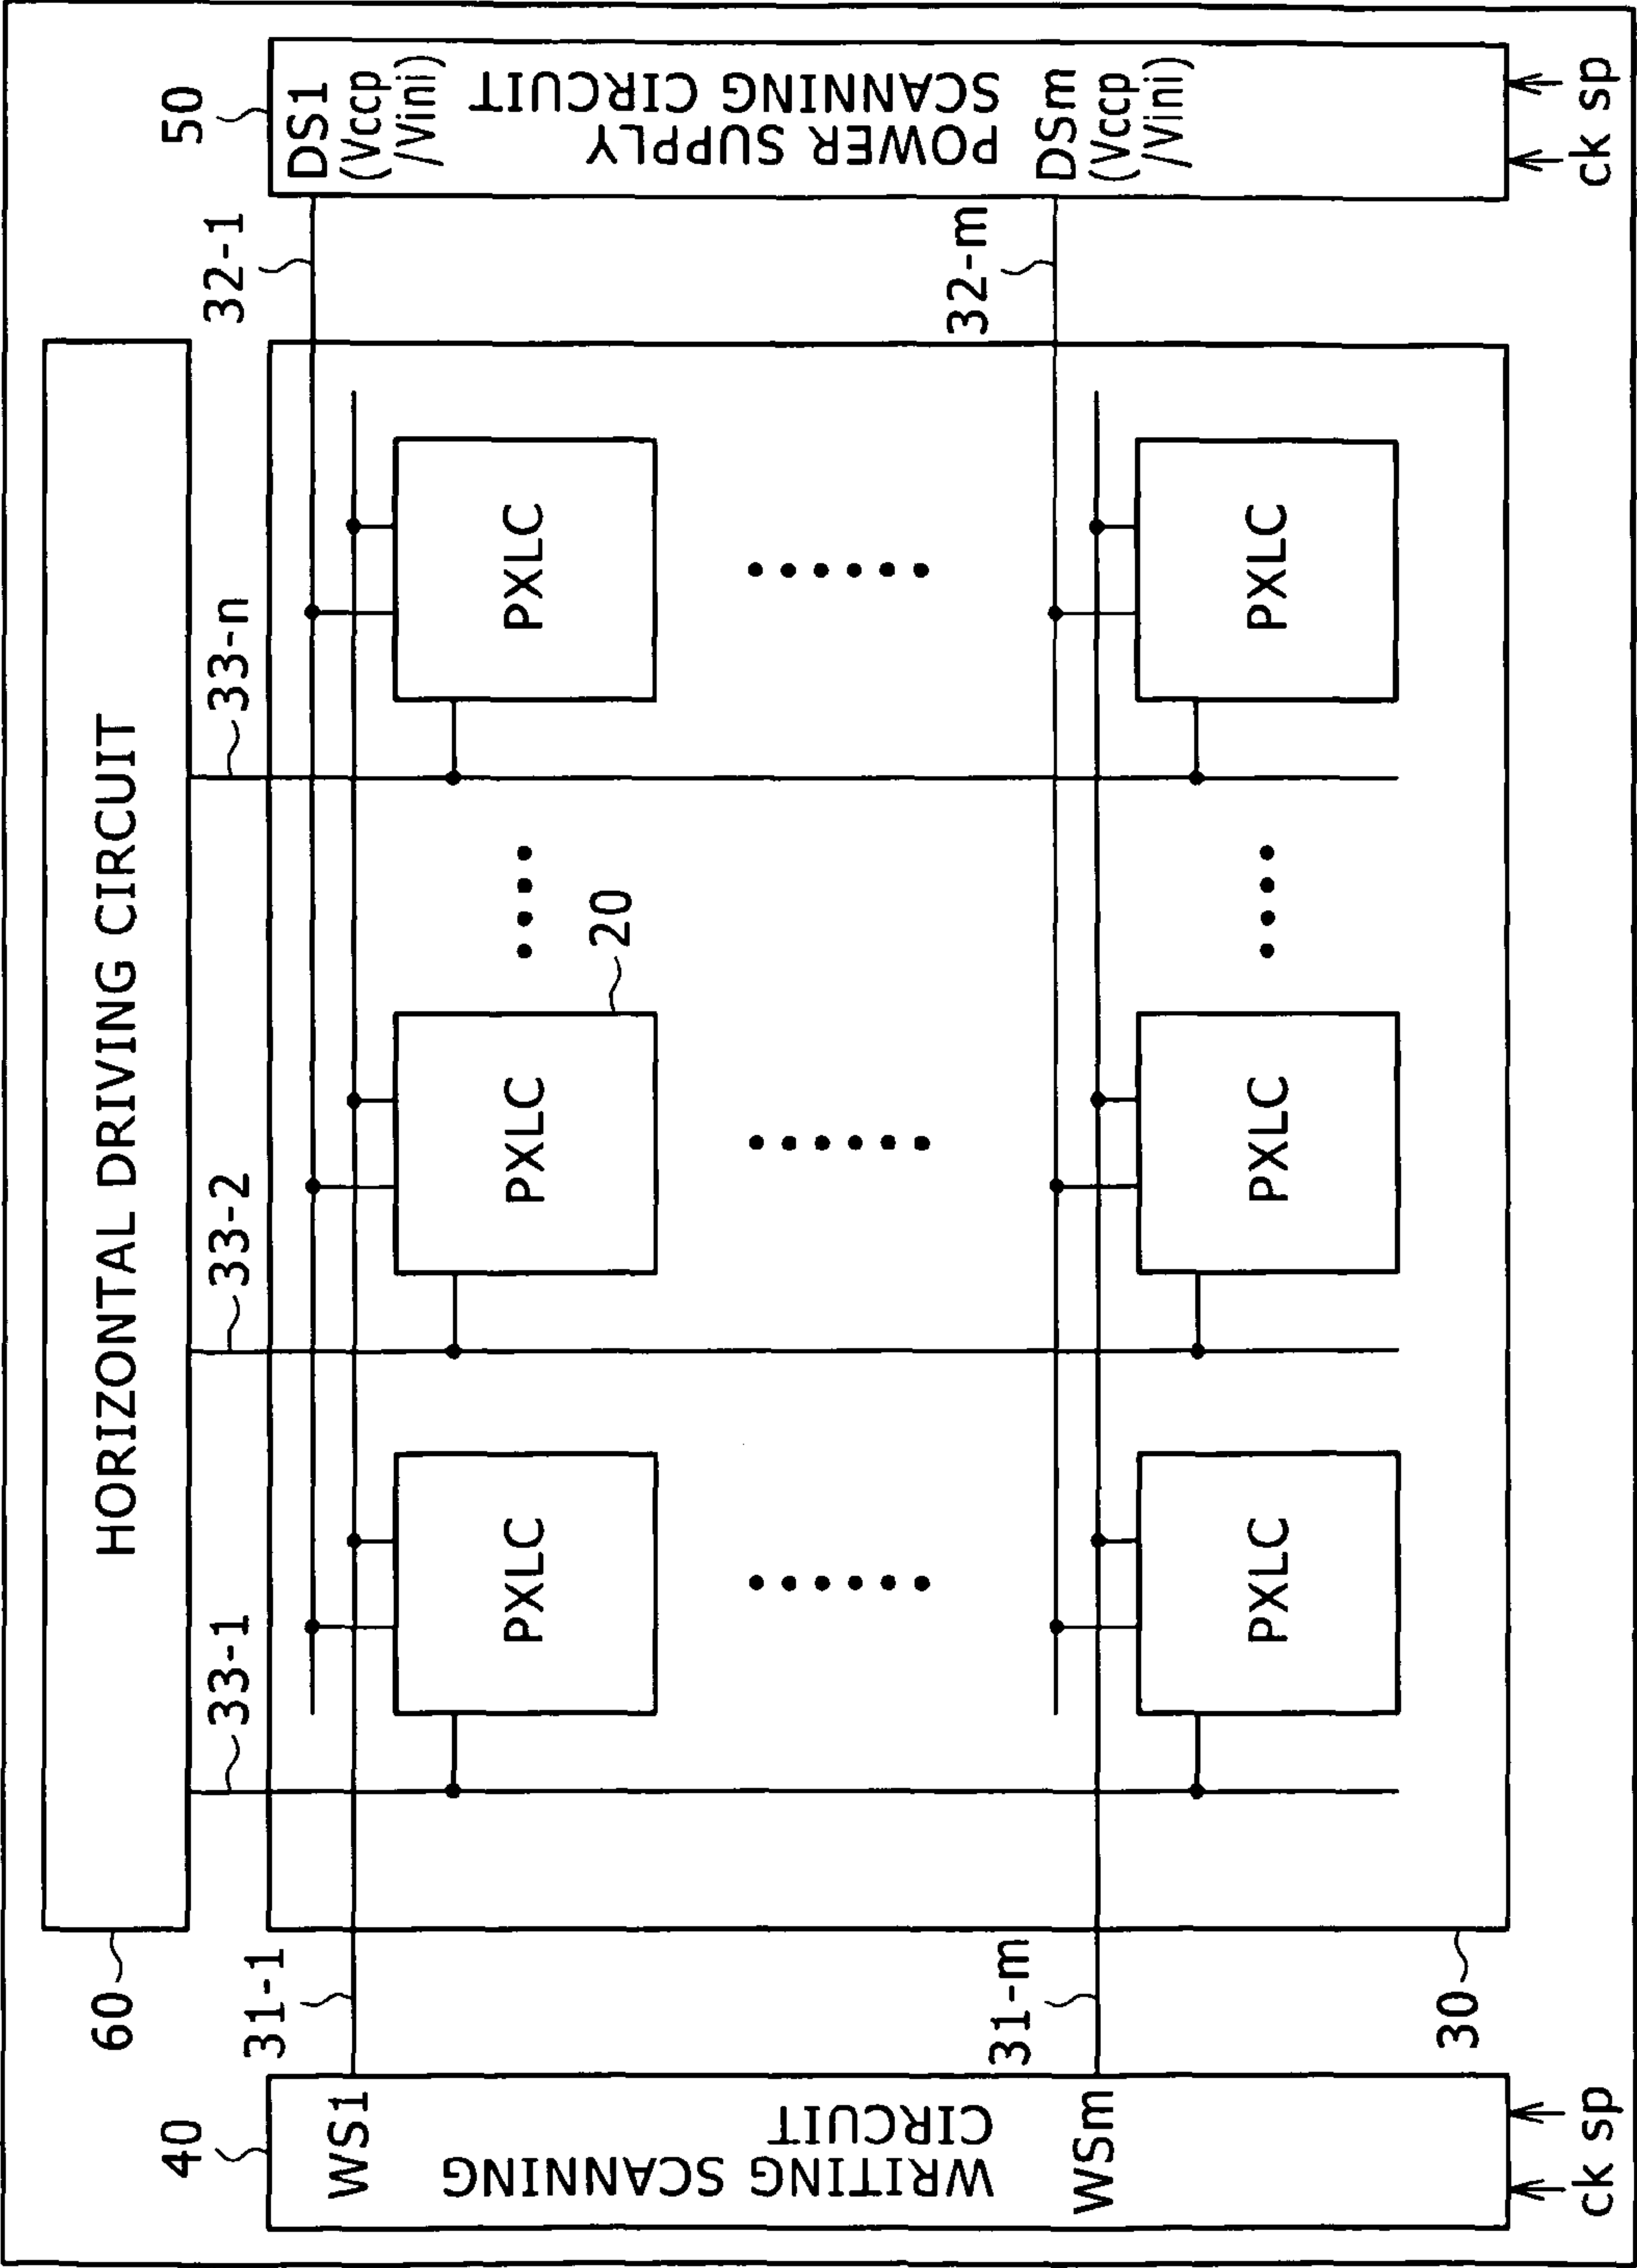 60
HORIZONTAL DRIVING CIRCUIT
40
31-1
33-1
33-2
33-n
32-1
50
WS1
DS1
(Vccp
/Vini)
PXLC
PXLC
PXLC
20
WRITING SCANNING
CIRCUIT
POWER SUPPLY
SCANNING CIRCUIT
31-m
32-m
WSm
DSm
(Vccp
/Vini)
PXLC
PXLC
PXLC
30
ck sp
ck sp